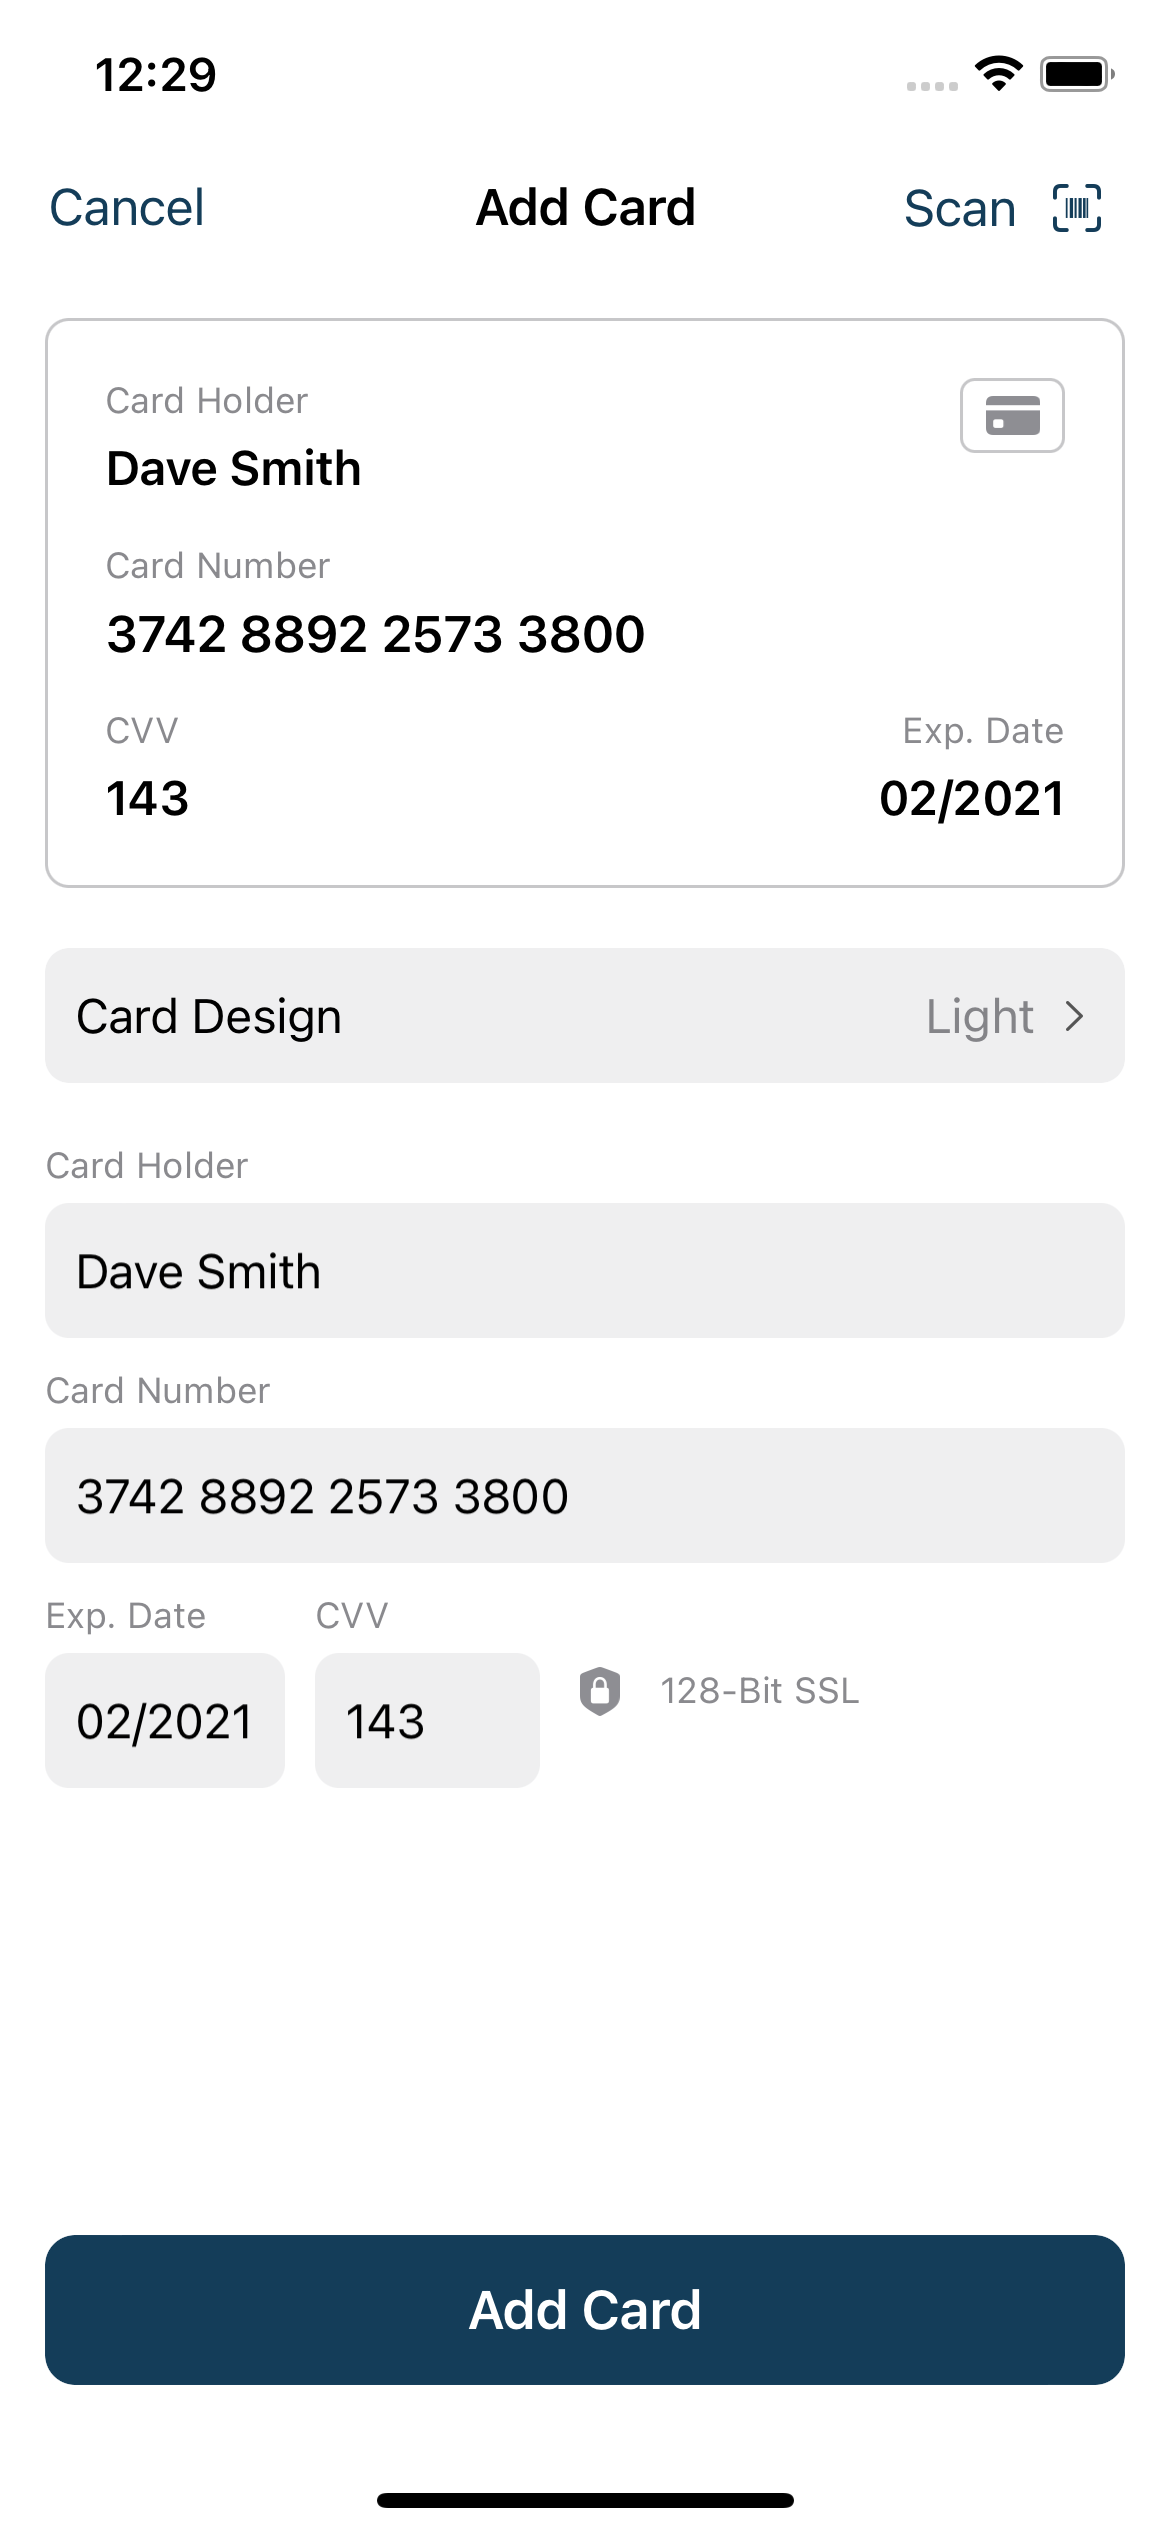 12:29
Cancel Add Card Scan
Card Holder
Dave Smith
Card Number
3742 8892 2573 3800
CVV Exp. Date
143 02/2021
Card Design Light
Card Holder
Dave Smith
Card Number
3742 8892 2573 3800
Exp. Date CVV
02/2021 143 128-Bit SSL
Add Card